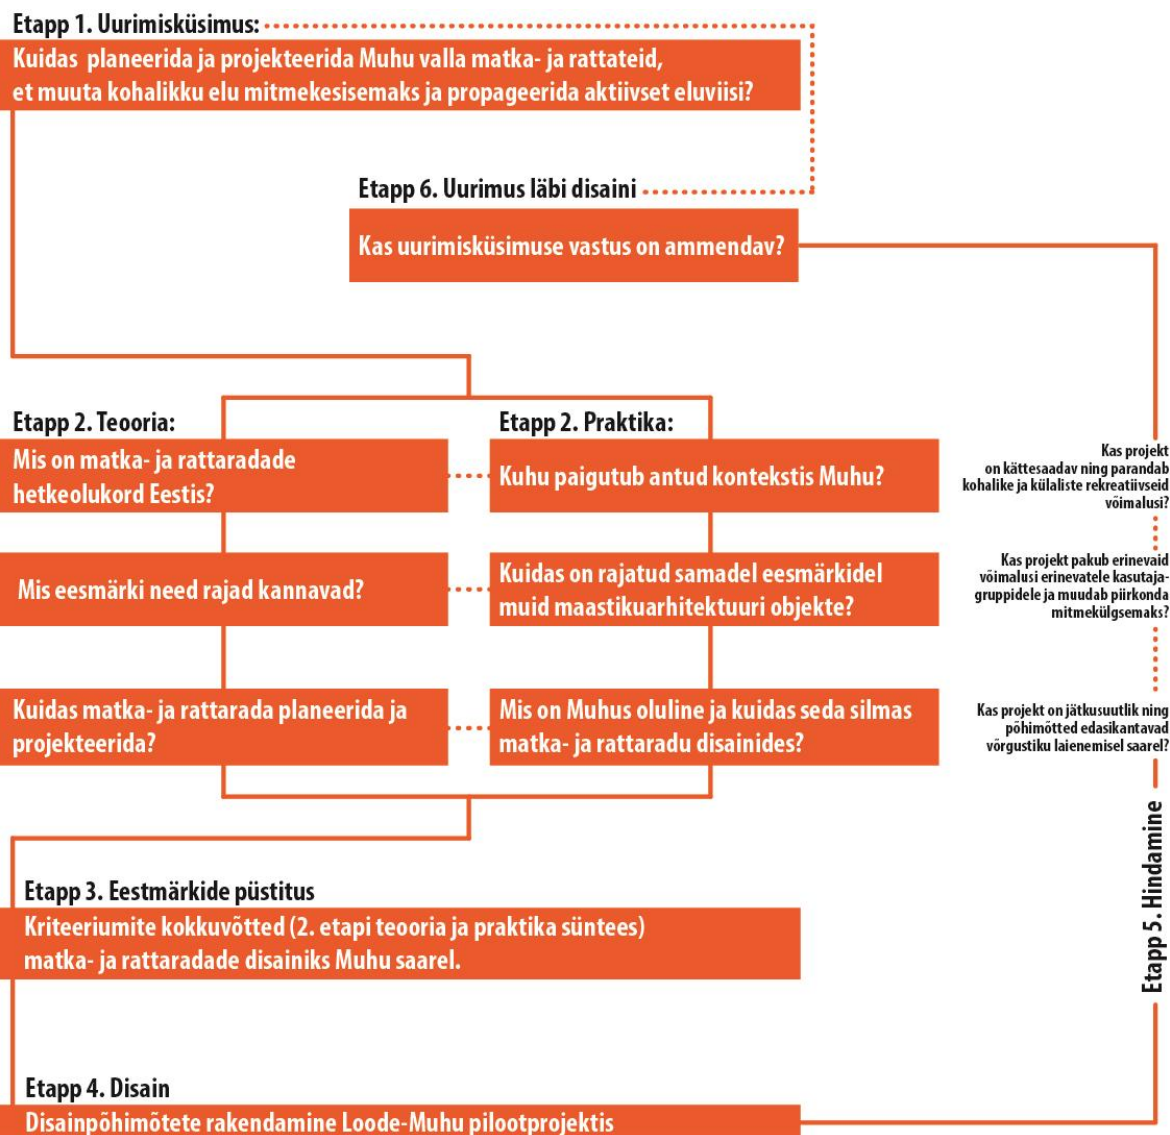 Etapp 1. Uurimisküsimus:
Kuidas planeerida ja projekteerida Muhu valla matka- ja rattateid,
et muuta kohalikku elu mitmekesisemaks ja propageerida aktiivset eluviisi?
Etapp 6. Uurimus läbi disaini
Kas uurimisküsimuse vastus on ammendav?
Etapp 2. Teooria:
Mis on matka- ja rattaradade
hetkeolukord Eestis?
Mis eesmärki need rajad kannavad?
Kuidas matka- ja rattarada planeerida ja
projekteerida?
Etapp 2. Praktika:
Kuhu paigutub antud kontekstis Muhu?
Kuidas on rajatud samadel eesmärkidel
muid maastikuarhitektuuri objekte?
Mis on Muhus oluline ja kuidas seda silmas
matka- ja rattaradu disainides?
Kas projekt
on kättesaadav ning parandab
kohalike ja külaliste rekreatiivseid
võimalusi?
Kas projekt pakub erinevaid
võimalusi erinevatele kasutaja-
gruppidele ja muudab piirkonda
mitmekülgsemaks?
Kas projekt on jätkusuutlik ning
põhimõtted edasikantavad
võrgustiku laienemisel saarel?
Etapp 5. Hindamine
Etapp 3. Eestmärkide püstitus
Kriteeriumite kokkuvõtted (2. etapi teooria ja praktika süntees)
matka- ja rattaradade disainiks Muhu saarel.
Etapp 4. Disain
Disainpõhimõtete rakendamine Loode-Muhu pilootprojektis